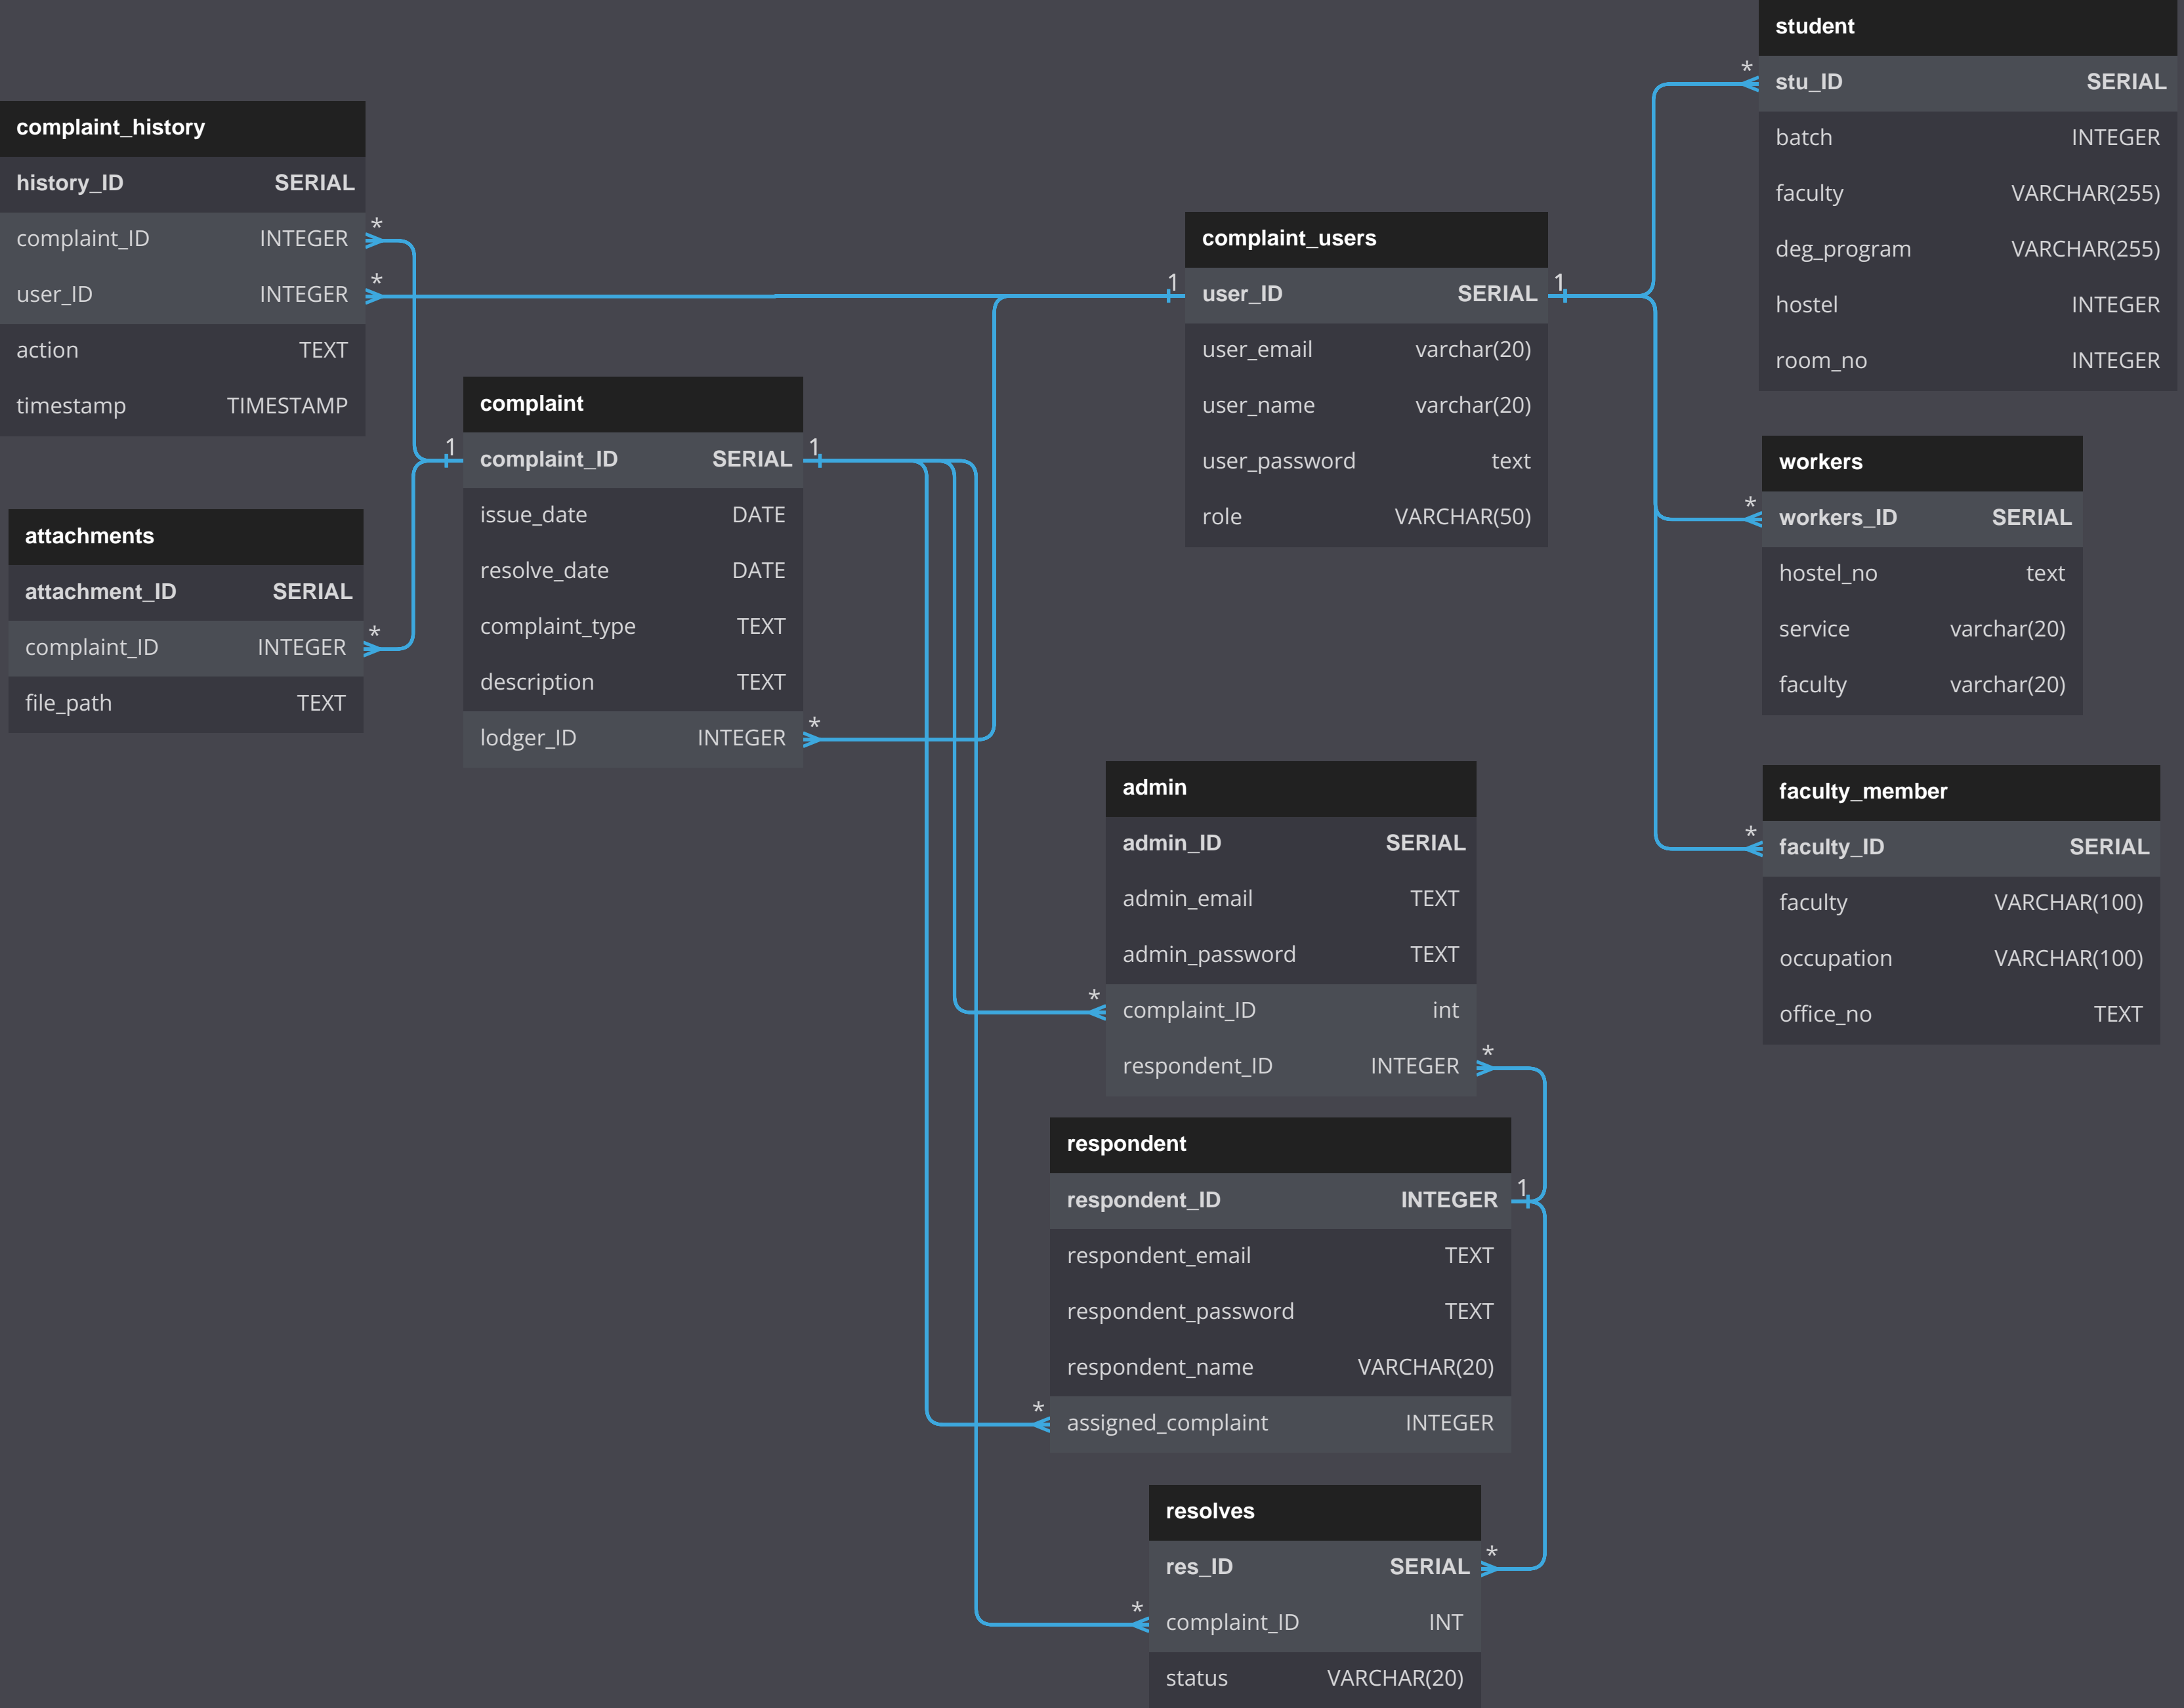 complaint_history
history_ID SERIAL
* complaint_ID INTEGER
* user_ID INTEGER
action TEXT
timestamp TIMESTAMP
attachments
attachment_ID SERIAL
* complaint_ID INTEGER
file_path TEXT
complaint
1 complaint_ID SERIAL 1
issue_date DATE
resolve_date DATE
complaint_type TEXT
description TEXT
lodger_ID INTEGER *
complaint_users
1 user_ID SERIAL 1
user_email varchar(20)
user_name varchar(20)
user_password text
role VARCHAR(50)
student
* stu_ID SERIAL
batch INTEGER
faculty VARCHAR(255)
deg_program VARCHAR(255)
hostel INTEGER
room_no INTEGER
workers
* workers_ID SERIAL
hostel_no text
service varchar(20)
faculty varchar(20)
faculty_member
* faculty_ID SERIAL
faculty VARCHAR(100)
occupation VARCHAR(100)
office_no TEXT
admin
admin_ID SERIAL
admin_email TEXT
admin_password TEXT
* complaint_ID int
respondent_ID INTEGER *
respondent
respondent_ID INTEGER 1
respondent_email TEXT
respondent_password TEXT
respondent_name VARCHAR(20)
* assigned_complaint INTEGER
resolves
res_ID SERIAL *
* complaint_ID INT
status VARCHAR(20)